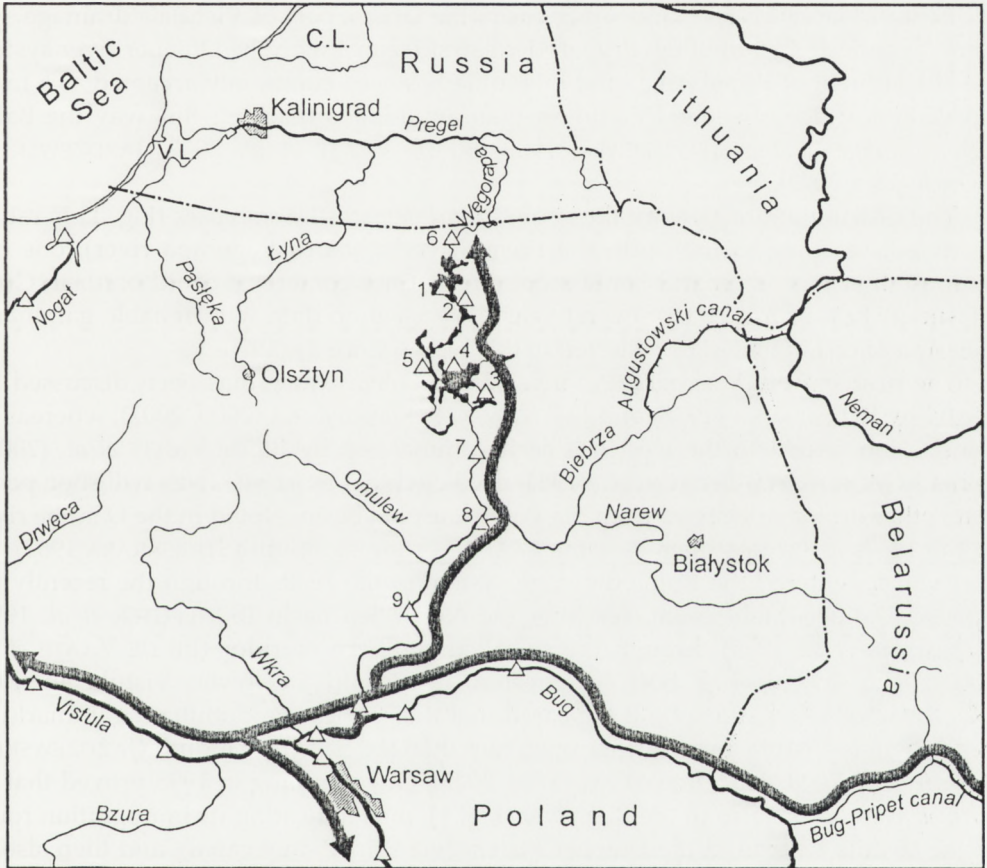 Baltic
Sea
C.L.
Russia
Lithuania
Kaliningrad
Pregel
V.L.
Węgorapa
6
Łyna
Pasłęka
Nogat
1
2
Augustowski canal
5
4
3
Olsztyn
Neman
7
Biebrza
Omulew
Drwęca
8
Narew
Białystok
Belarussia
9
Wkra
Bug
Vistula
Warsaw
Bzura
Poland
Bug-Pripet canal